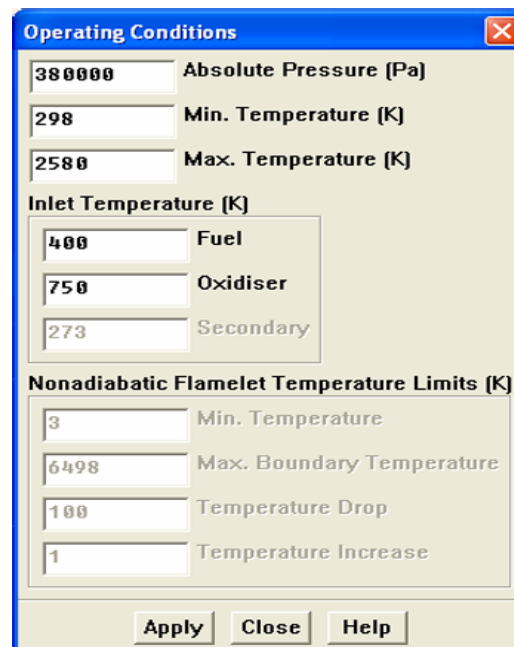 Operating Conditions
380000 Absolute Pressure (Pa)
298 Min. Temperature (K)
2580 Max. Temperature (K)
Inlet Temperature (K)
400 Fuel
750 Oxidiser
273 Secondary
Nonadiabatic Flamelet Temperature Limits (K)
3 Min. Temperature
6498 Max. Boundary Temperature
100 Temperature Drop
1 Temperature Increase
Apply Close Help